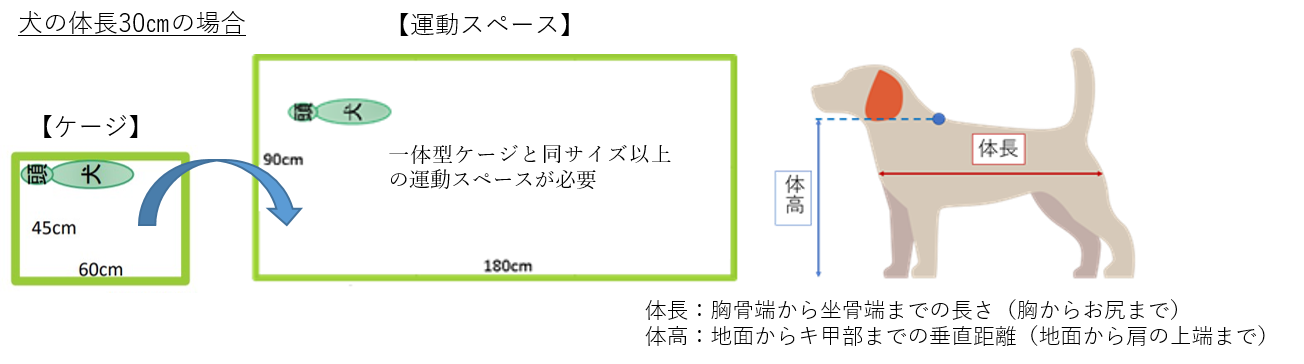 犬の体長30㎝の場合
【ケージ】
頭 犬
45cm
60cm
【運動スペース】
頭 犬
90cm
一体型ケージと同サイズ以上
の運動スペースが必要
180cm
体長
体高
体長：胸骨端から坐骨端までの長さ（胸からお尻まで）
体高：地面からキ甲部までの垂直距離（地面から肩の上端まで）